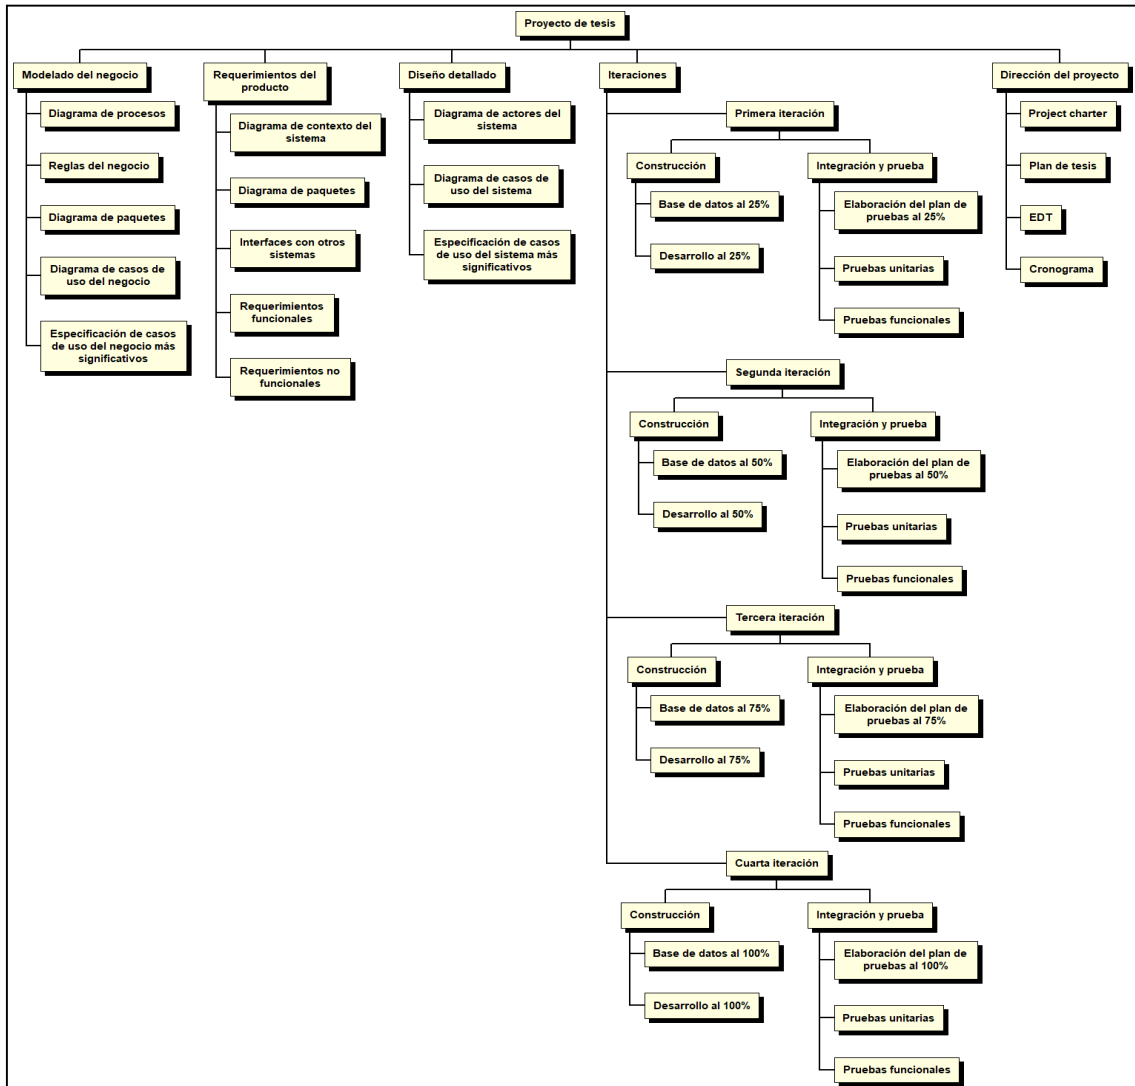 Proyecto de tesis
Modelado del negocio
Diagrama de procesos
Reglas del negocio
Diagrama de paquetes
Diagrama de casos de
uso del negocio
Especificación de casos
de uso del negocio más
significativos
Requerimientos del
producto
Diagrama de contexto del
sistema
Diagrama de paquetes
Interfaces con otros
sistemas
Requerimientos
funcionales
Requerimientos no
funcionales
Diseño detallado
Diagrama de actores del
sistema
Diagrama de casos de
uso del sistema
Especificación de casos
de uso del sistema más
significativos
Iteraciones
Primera iteración
Construcción
Base de datos al 25%
Desarrollo al 25%
Integración y prueba
Elaboración del plan de
pruebas al 25%
Pruebas unitarias
Pruebas funcionales
Segunda iteración
Construcción
Base de datos al 50%
Desarrollo al 50%
Integración y prueba
Elaboración del plan de
pruebas al 50%
Pruebas unitarias
Pruebas funcionales
Tercera iteración
Construcción
Base de datos al 75%
Desarrollo al 75%
Integración y prueba
Elaboración del plan de
pruebas al 75%
Pruebas unitarias
Pruebas funcionales
Cuarta iteración
Construcción
Base de datos al 100%
Desarrollo al 100%
Integración y prueba
Elaboración del plan de
pruebas al 100%
Pruebas unitarias
Pruebas funcionales
Dirección del proyecto
Project charter
Plan de tesis
EDT
Cronograma